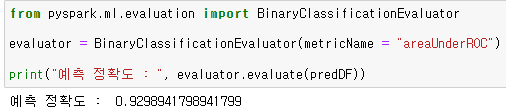 from pyspark.ml.evaluation import BinaryClassificationEvaluator
evaluator = BinaryClassificationEvaluator(metricName = "areaUnderROC")
print("예측 정확도 : ", evaluator.evaluate(predDF))
예측 정확도 :  0.9298941798941799